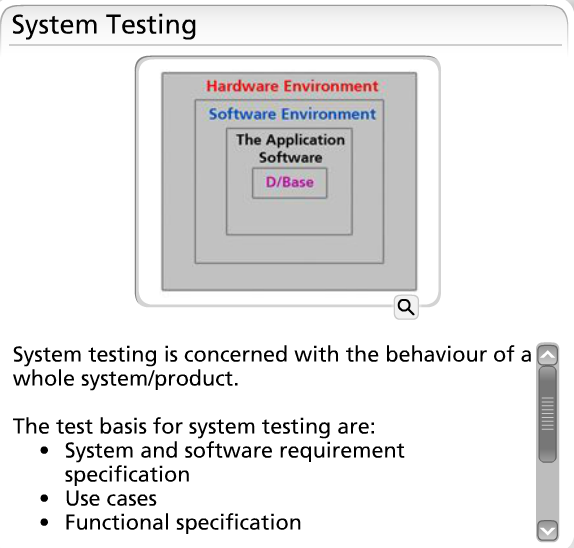 System Testing
Hardware Environment
Software Environment
The Application
Software
D/Base
System testing is concerned with the behaviour of a
whole system/product.
The test basis for system testing are:
• System and software requirement
specification
• Use cases
• Functional specification